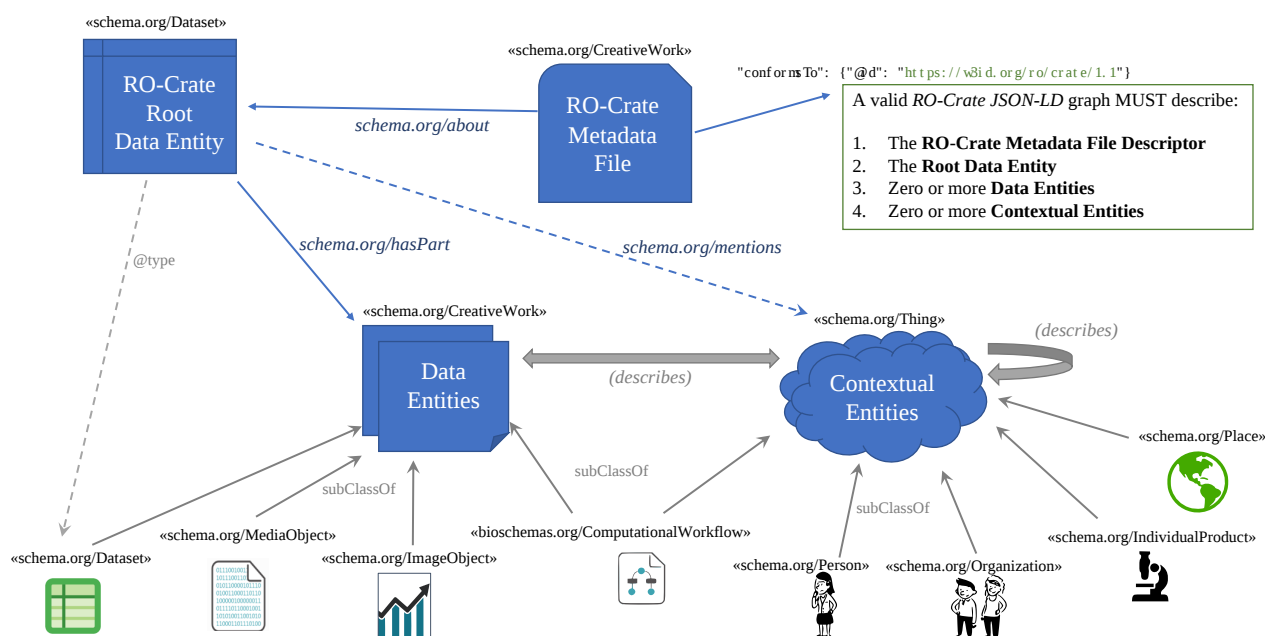 «schema.org/Dataset»
RO-Crate
Root
Data Entity
«schema.org/CreativeWork»
RO-Crate
Metadata
File
"conformsTo": {"@id": "https://w3id.org/ro/crate/1.1"}
A valid RO-Crate JSON-LD graph MUST describe:
1. The RO-Crate Metadata File Descriptor
2. The Root Data Entity
3. Zero or more Data Entities
4. Zero or more Contextual Entities
schema.org/about
schema.org/hasPart
schema.org/mentions
@type
«schema.org/CreativeWork»
Data
Entities
(describes)
«schema.org/Thing»
Contextual
Entities
(describes)
subClassOf
subClassOf
subClassOf
«schema.org/Place»
«schema.org/Dataset»
«schema.org/MediaObject»
«schema.org/ImageObject»
«bioschemas.org/ComputationalWorkflow»
«schema.org/Person»
«schema.org/Organization»
«schema.org/IndividualProduct»